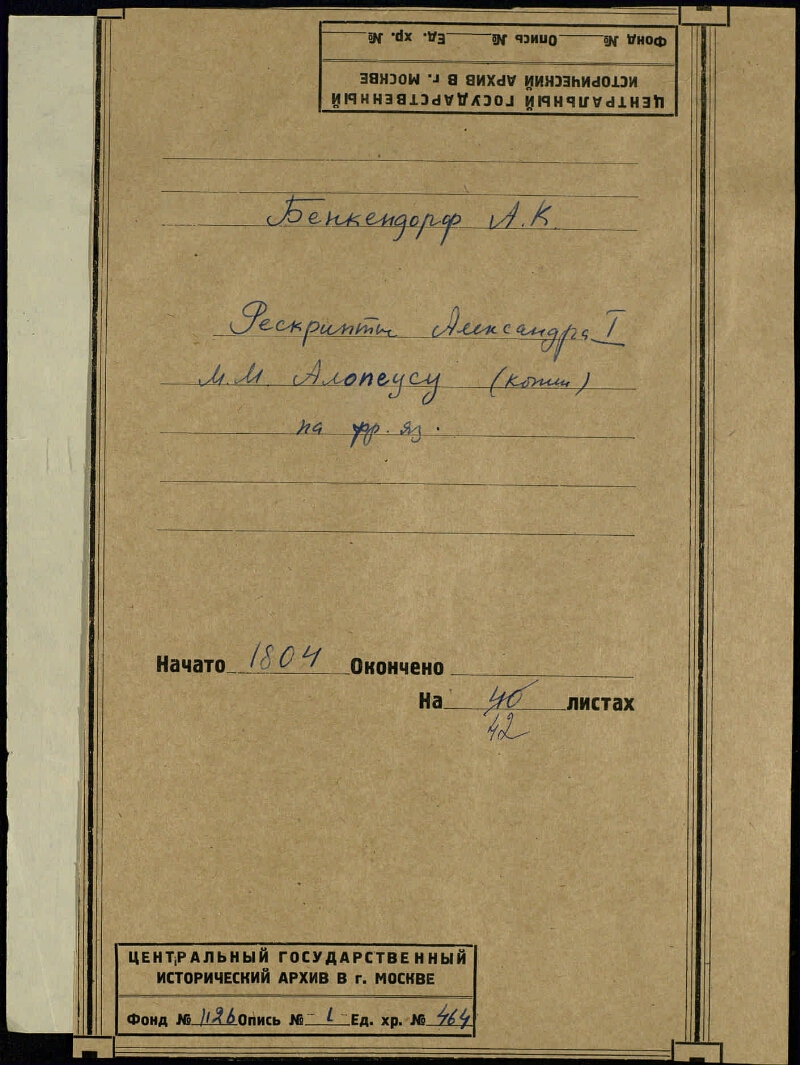 Фонд № Опись № Ед. хр. №
ЦЕНТРАЛЬНЫЙ ГОСУДАРСТВЕННЫЙ
ИСТОРИЧЕСКИЙ АРХИВ В г. МОСКВЕ
Бенкендорф А.К.
Рескрипты Александра I
М.М. Алопеусу (копии)
на фр. яз.
Начато 1804 Окончено
На 40 листах
42
ЦЕНТРАЛЬНЫЙ ГОСУДАРСТВЕННЫЙ
ИСТОРИЧЕСКИЙ АРХИВ В г. МОСКВЕ
Фонд № 1126 Опись № 1 Ед. хр. № 464